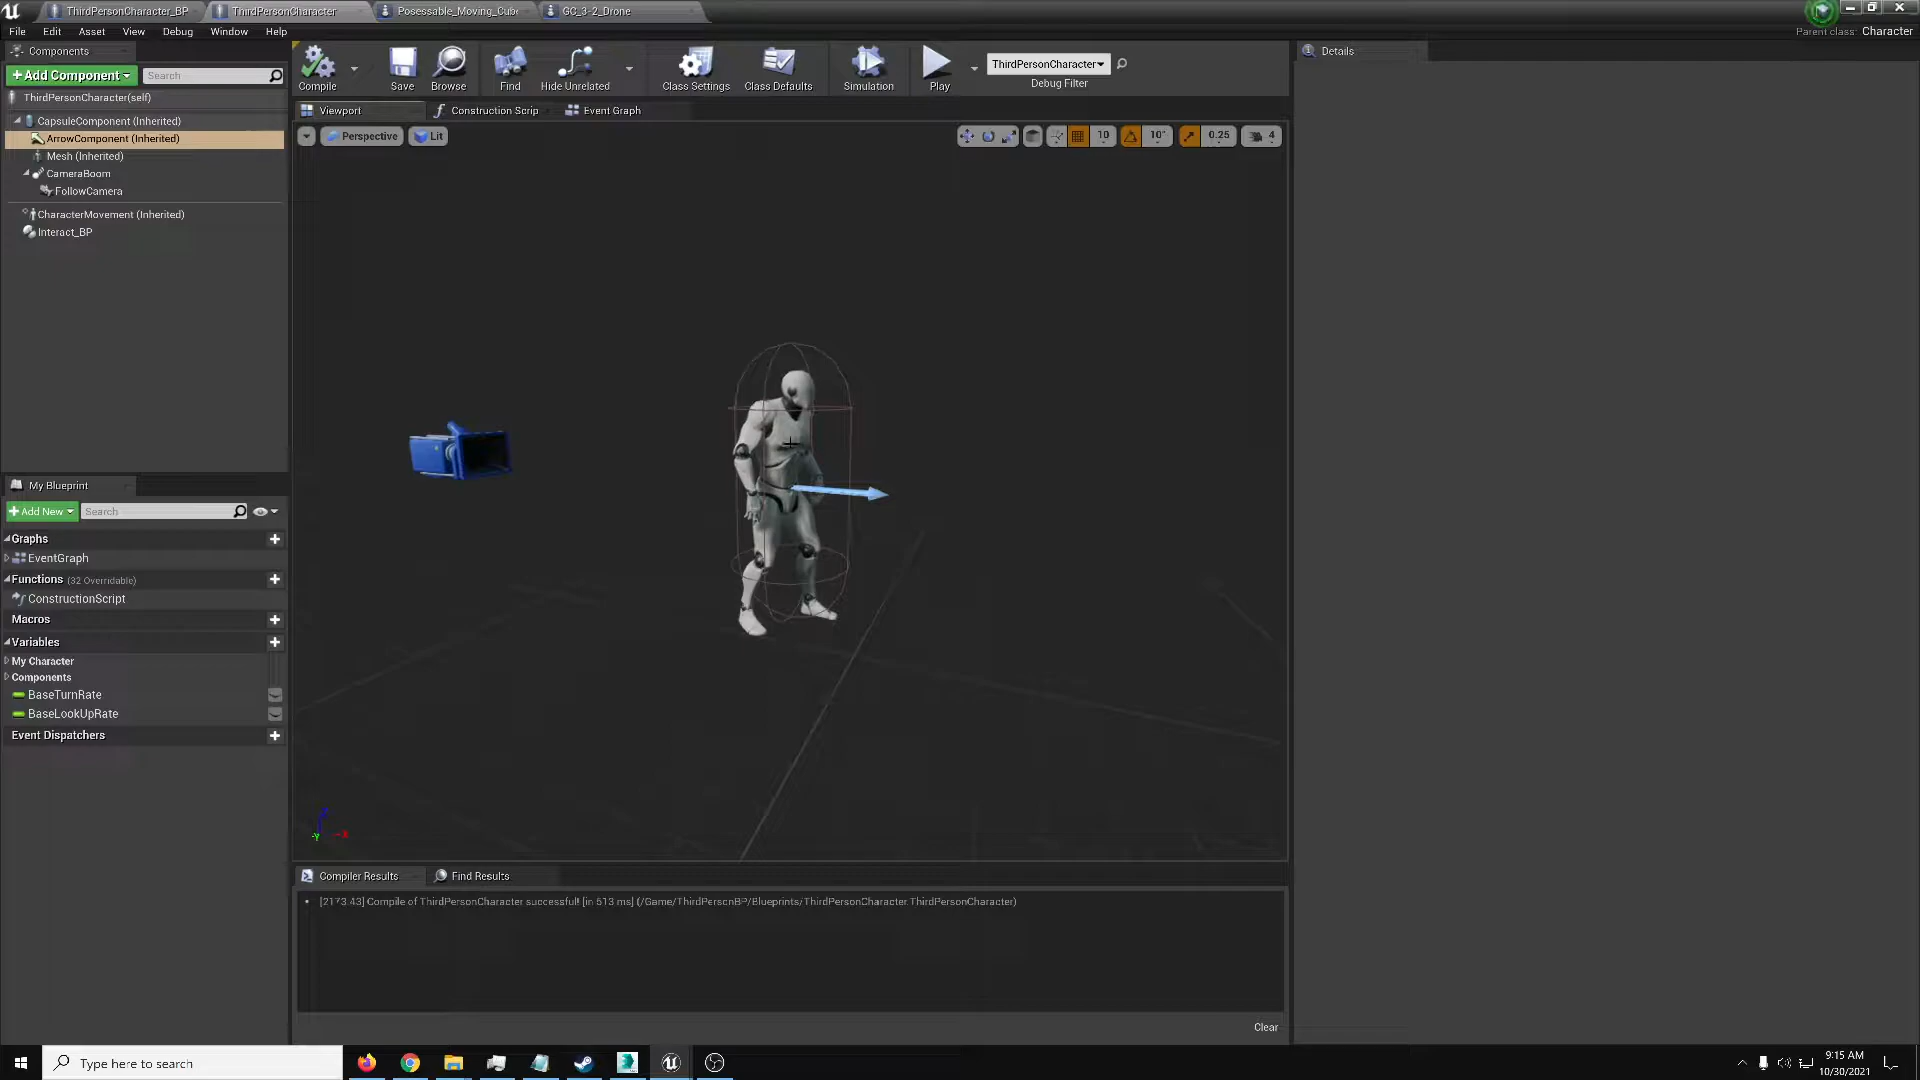 ThirdPersonCharacter_BP
ThirdPersonCharacter
Posessable_Moving_Cub
GC_3-2_Drone
File Edit Asset View Debug Window Help
Parent class: Character
Components
+Add Component
Search
ThirdPersonCharacter(self)
CapsuleComponent (Inherited)
ArrowComponent (Inherited)
Mesh (Inherited)
CameraBoom
FollowCamera
CharacterMovement (Inherited)
Interact_BP
Compile
Save
Browse
Find
Hide Unrelated
Class Settings
Class Defaults
Simulation
Play
ThirdPersonCharacter
Debug Filter
Details
Viewport
Construction Scrip
Event Graph
Perspective
Lit
10
10°
0.25
4
My Blueprint
+Add New
Search
Graphs
EventGraph
Functions (32 Overridable)
ConstructionScript
Macros
Variables
My Character
Components
BaseTurnRate
BaseLookUpRate
Event Dispatchers
Compiler Results
Find Results
[2173.43] Compile of ThirdPersonCharacter successful! [in 513 ms] (/Game/ThirdPersonBP/Blueprints/ThirdPersonCharacter.ThirdPersonCharacter)
Clear
Type here to search
9:15 AM
10/30/2021